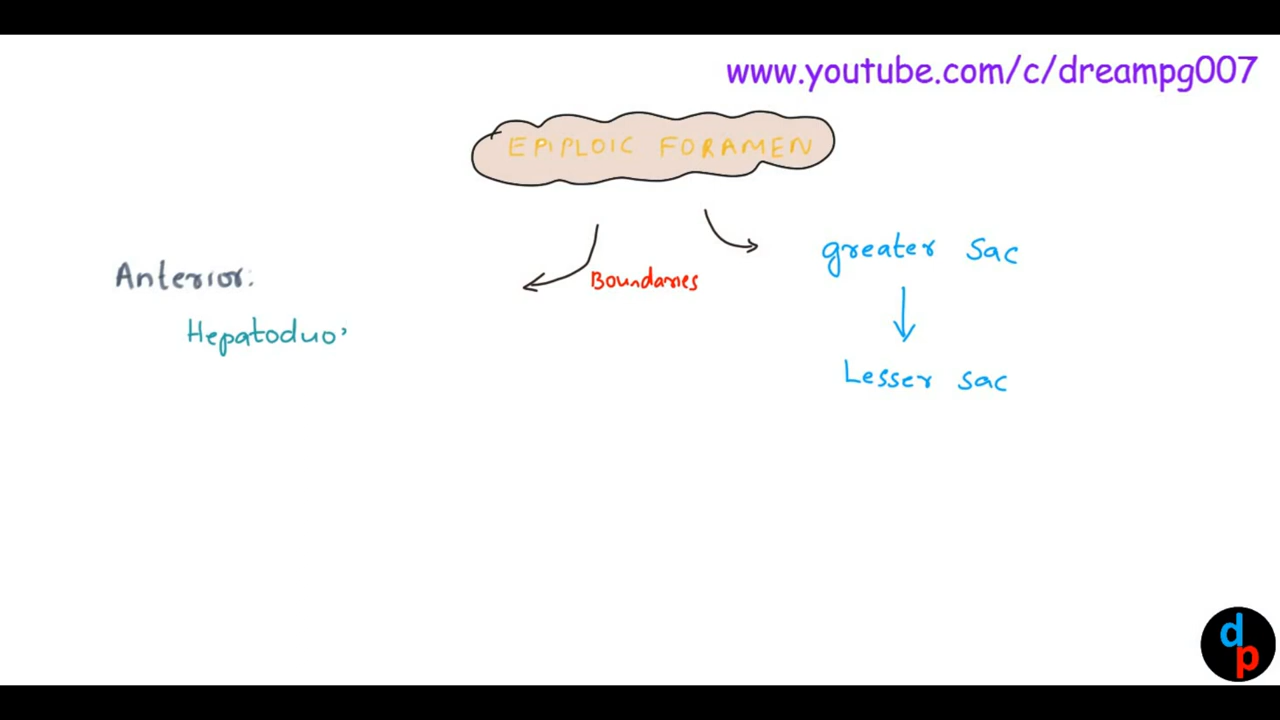 www.youtube.com/c/dreampg007
EPIPLOIC FORAMEN
Boundaries
Anterior:
Hepatoduo
greater sac
Lesser sac
dp